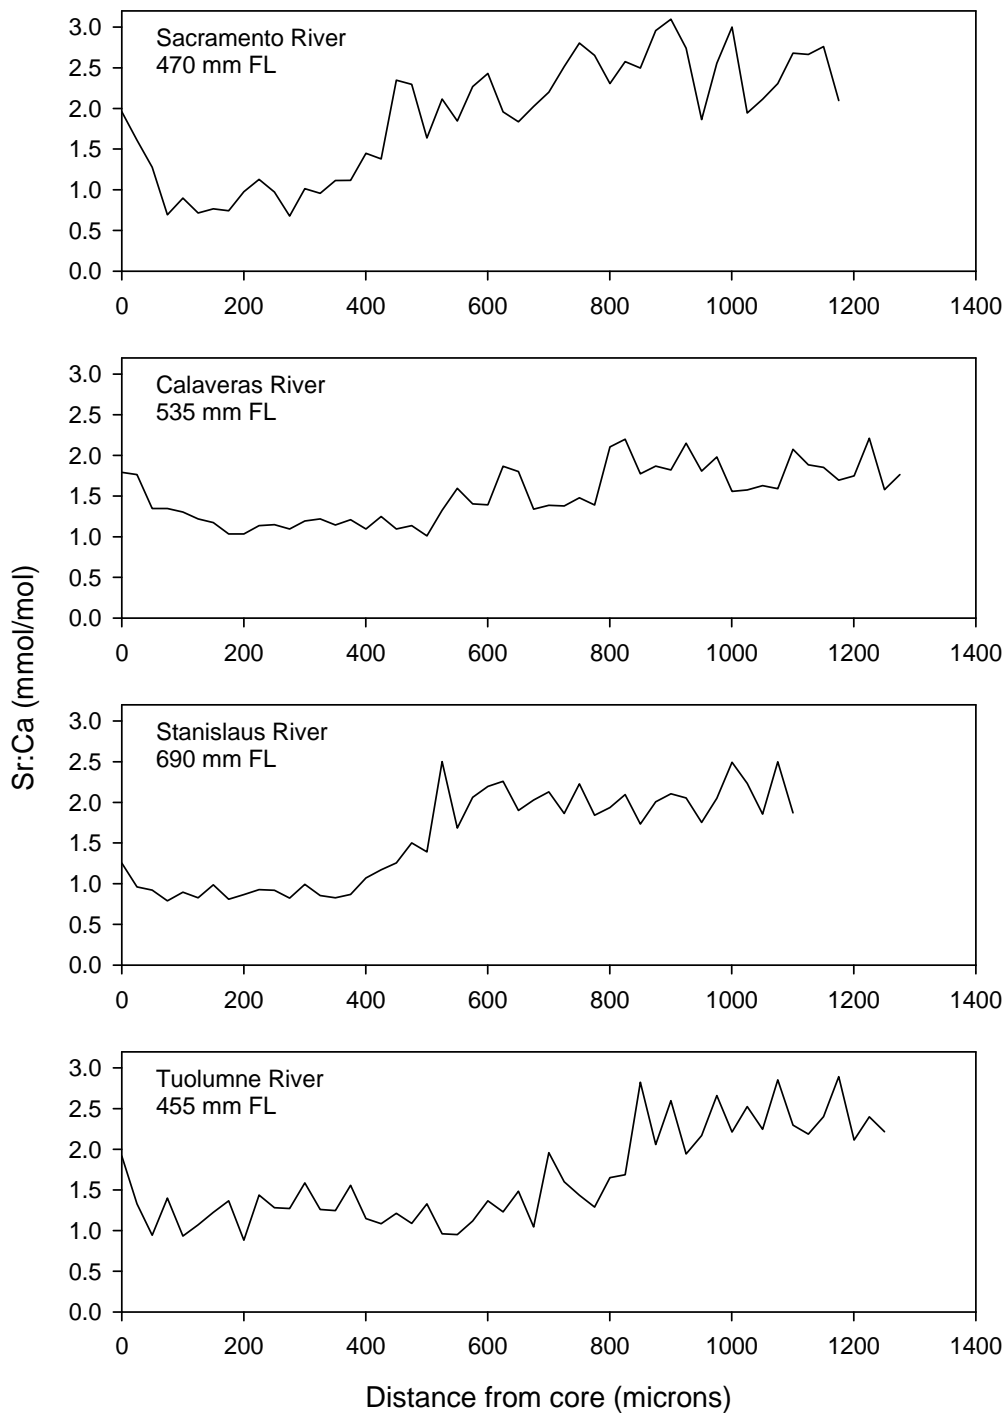 Sr:Ca (mmol/mol)
Sacramento River
470 mm FL
3.0
2.5
2.0
1.5
1.0
0.5
0.0
0 200 400 600 800 1000 1200 1400
Calaveras River
535 mm FL
3.0
2.5
2.0
1.5
1.0
0.5
0.0
0 200 400 600 800 1000 1200 1400
Stanislaus River
690 mm FL
3.0
2.5
2.0
1.5
1.0
0.5
0.0
0 200 400 600 800 1000 1200 1400
Tuolumne River
455 mm FL
3.0
2.5
2.0
1.5
1.0
0.5
0.0
0 200 400 600 800 1000 1200 1400
Distance from core (microns)